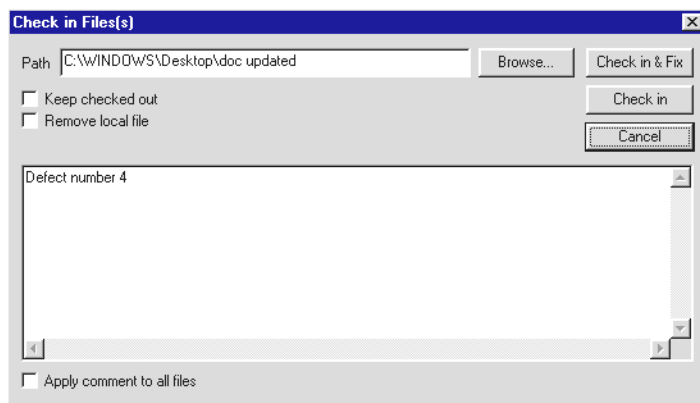 Check in Files(s)
Path C:\WINDOWS\Desktop\doc updated Browse... Check in & Fix
Keep checked out Check in
Remove local file
Cancel
Defect number 4
Apply comment to all files